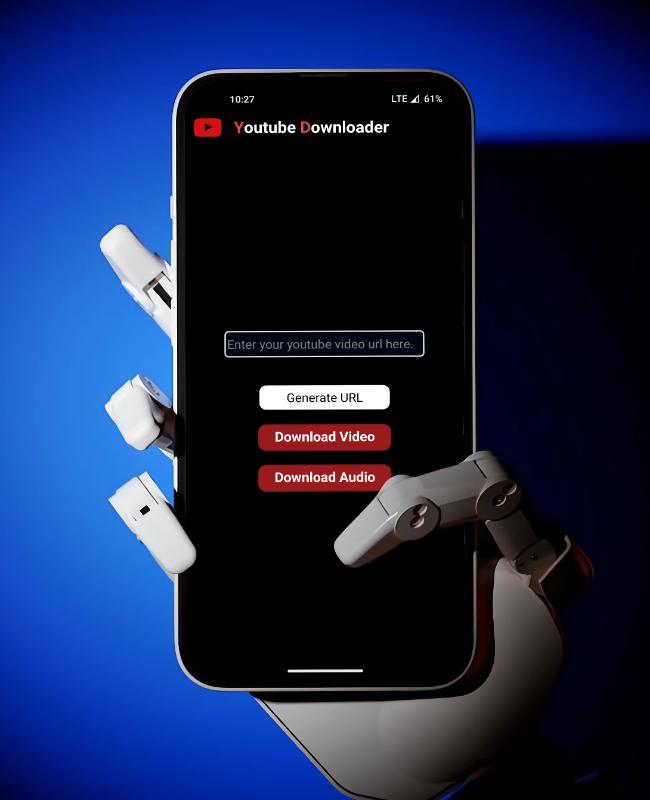 10:27 LTE 61%
Youtube Downloader
Enter your youtube video url here.
Generate URL
Download Video
Download Audio